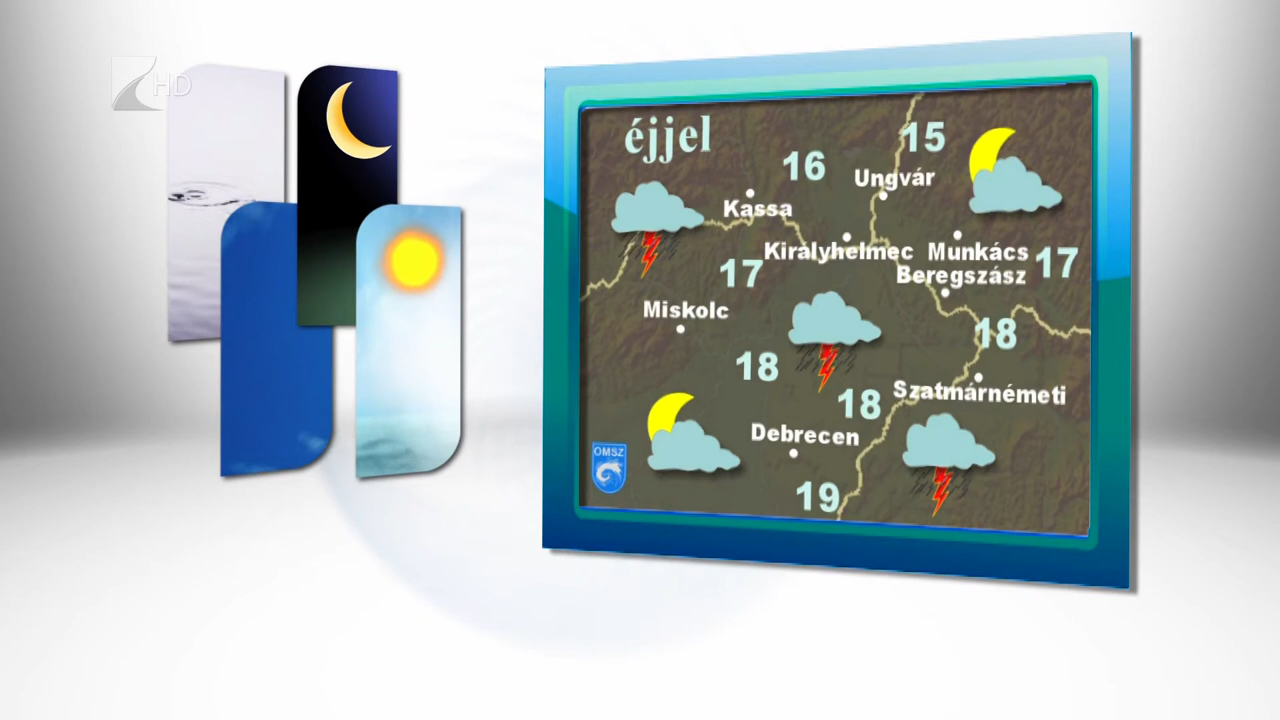 HD
éjjel
15
16
Ungvár
Kassa
Királyhelmec
Munkács
17
17
Beregszász
Miskolc
18
18
Szatmárnémeti
18
Debrecen
OMSZ
19